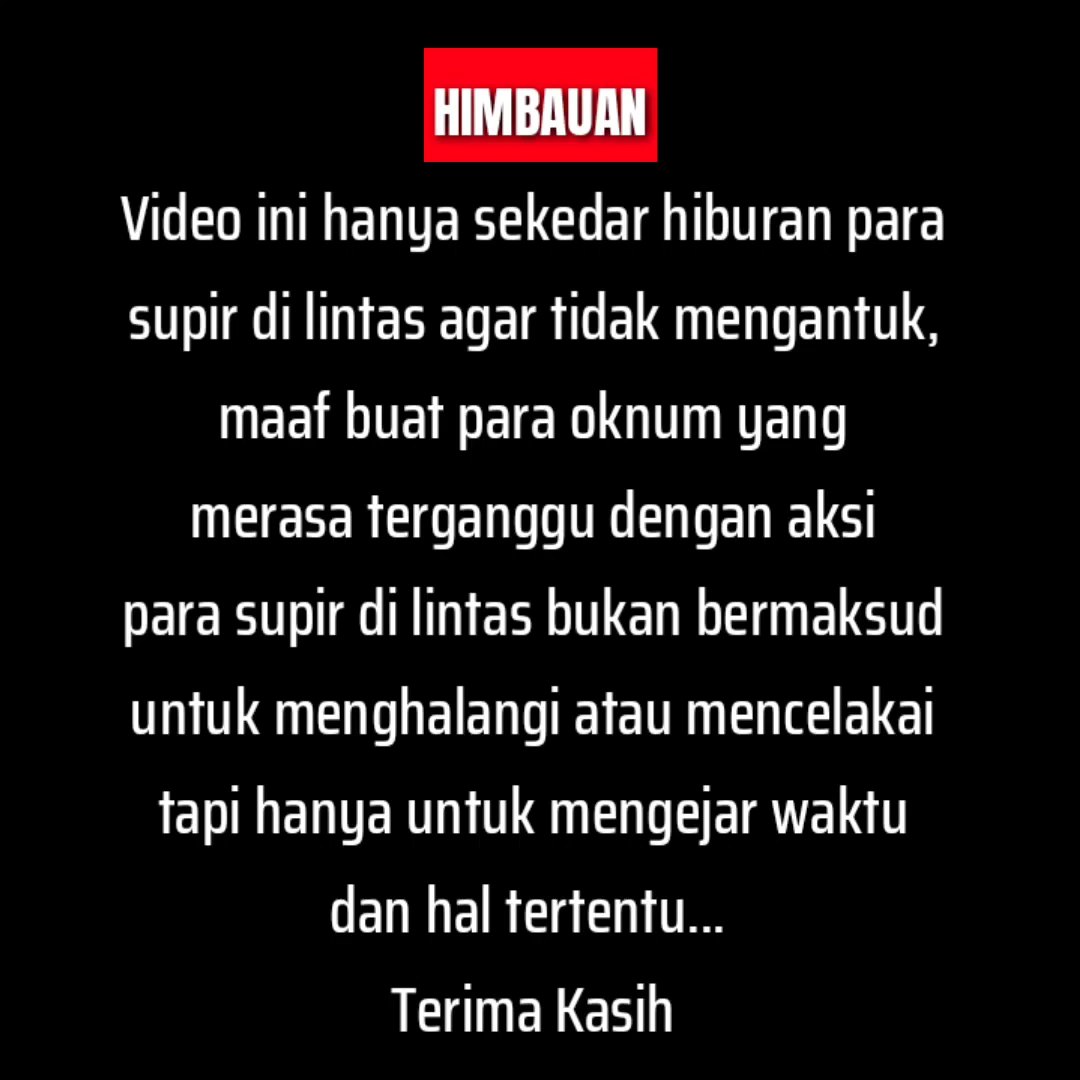 HIMBAUAN
Video ini hanya sekedar hiburan para
supir di lintas agar tidak mengantuk,
maaf buat para oknum yang
merasa terganggu dengan aksi
para supir di lintas bukan bermaksud
untuk menghalangi atau mencelakai
tapi hanya untuk mengejar waktu
dan hal tertentu...
Terima Kasih